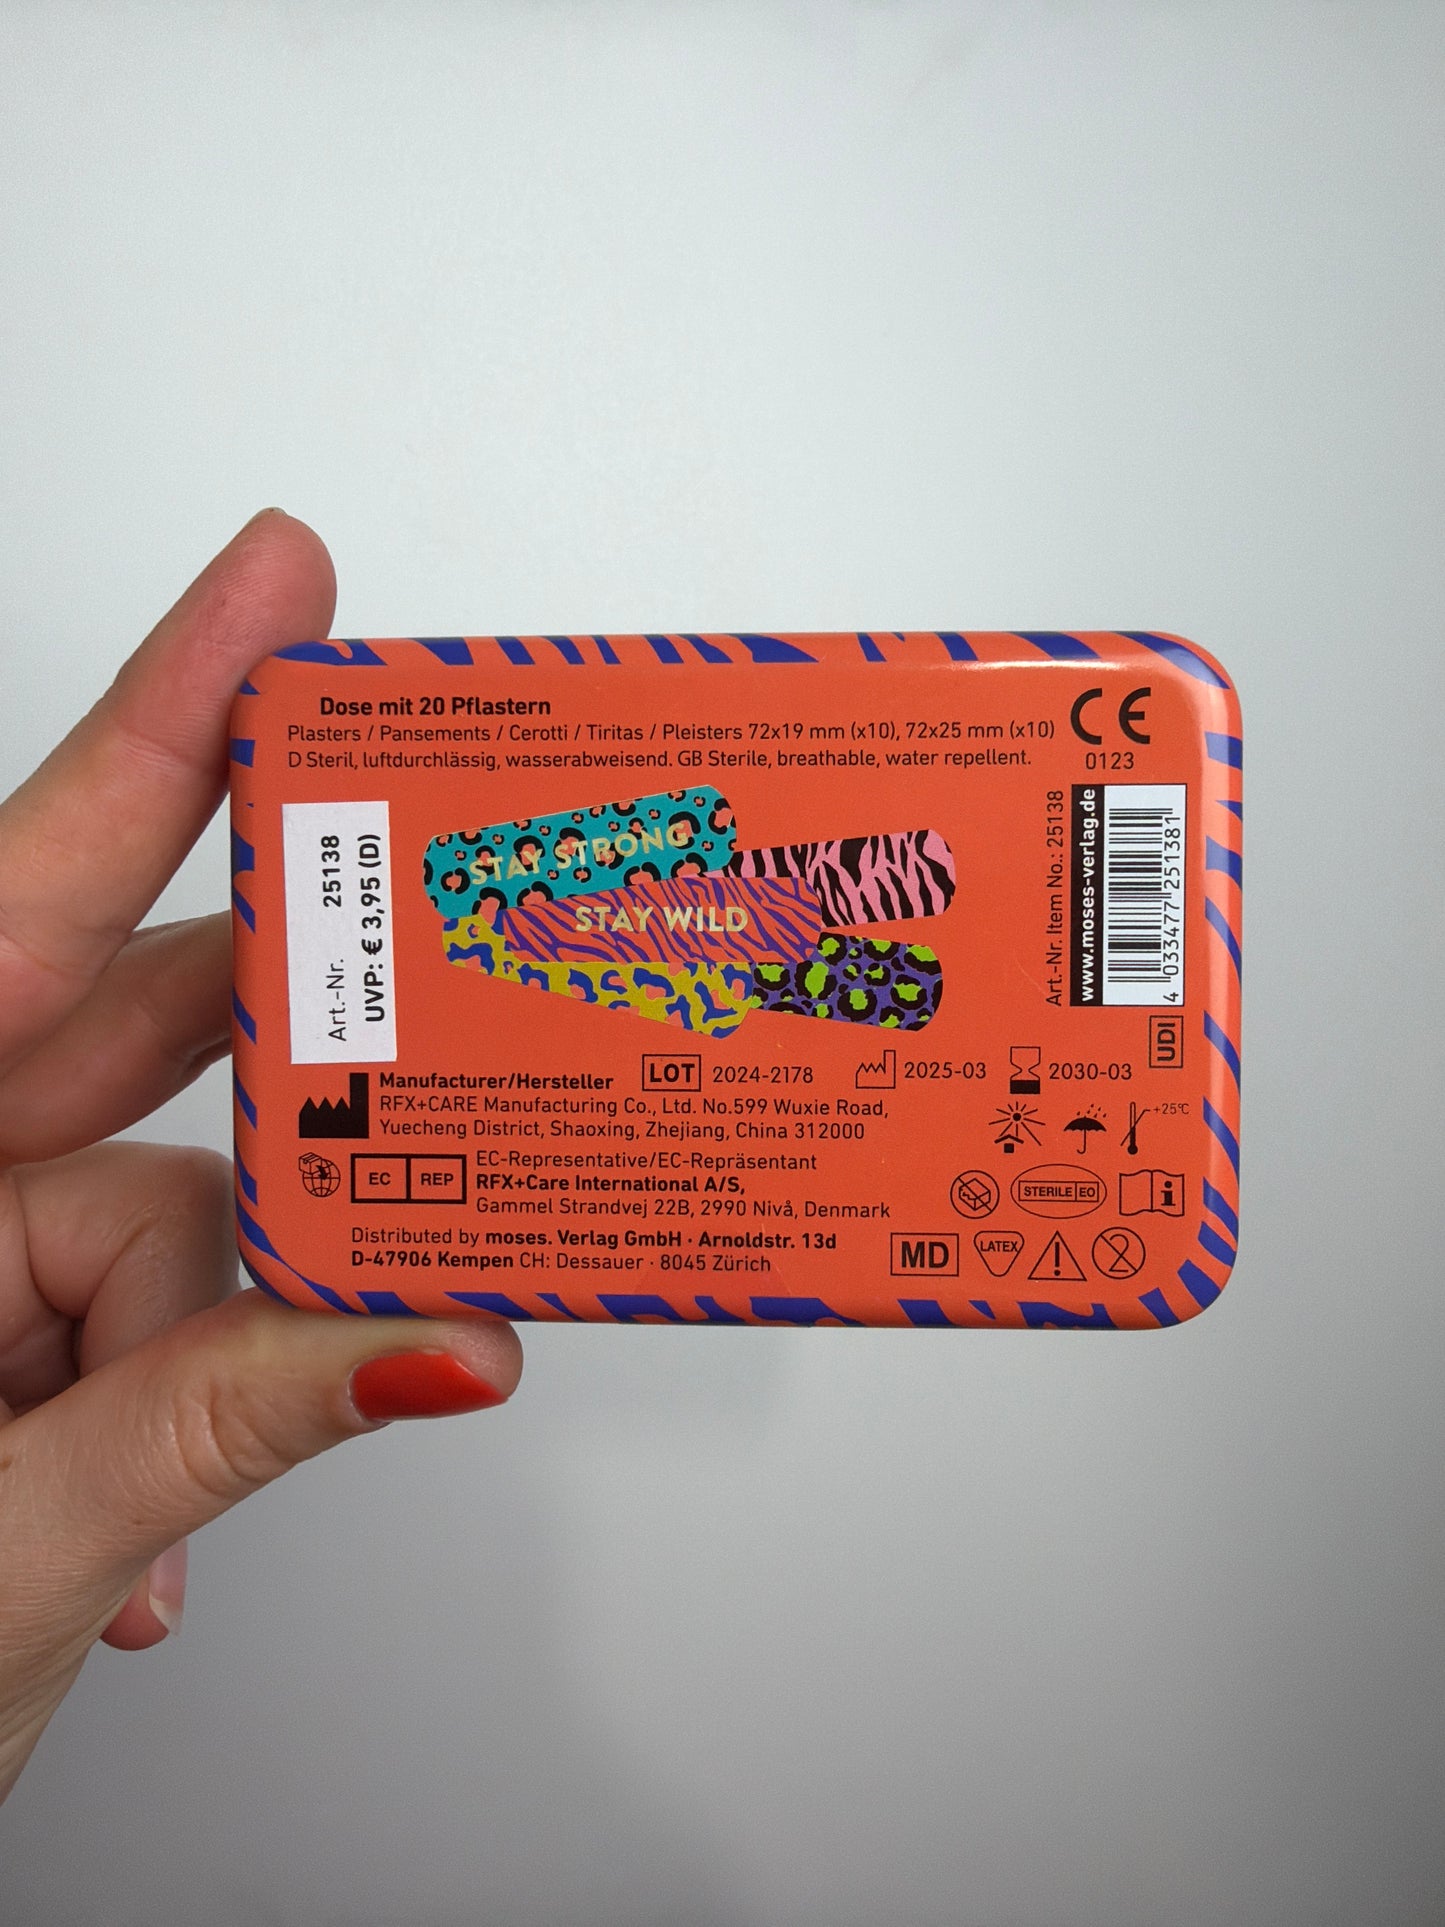 Dose mit 20 Pflastern
Plasters / Pansements / Cerotti / Tiritas / Pleisters 72x19 mm (x10), 72x25 mm (x10)
D Steril, luftdurchlässig, wasserabweisend. GB Sterile, breathable, water repellent.
CE
0123
Art.-Nr. 25138
UVP: € 3,95 (D)
STAY STRONG
STAY WILD
Art.-Nr. Item No.: 25138
www.moses-verlag.de
4 033477 251381
UDI
Manufacturer/Hersteller
LOT 2024-2178
2025-03
2030-03
RFX+CARE Manufacturing Co., Ltd. No.599 Wuxie Road,
Yuecheng District, Shaoxing, Zhejiang, China 312000
+25°C
EC REP
EC-Representative/EC-Repräsentant
RFX+Care International A/S,
Gammel Strandvej 22B, 2990 Nivå, Denmark
STERILE EO
i
Distributed by moses. Verlag GmbH · Arnoldstr. 13d
D-47906 Kempen CH: Dessauer · 8045 Zürich
MD
LATEX
!
2